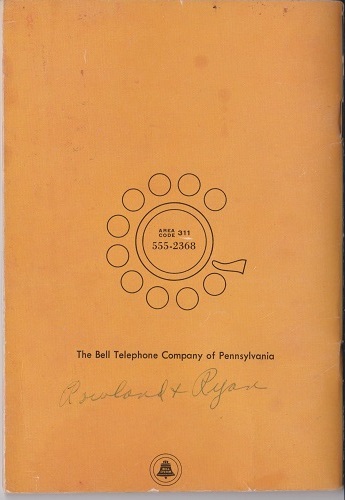 AREA
CODE 311
555-2368
The Bell Telephone Company of Pennsylvania
Rowland & Ryan